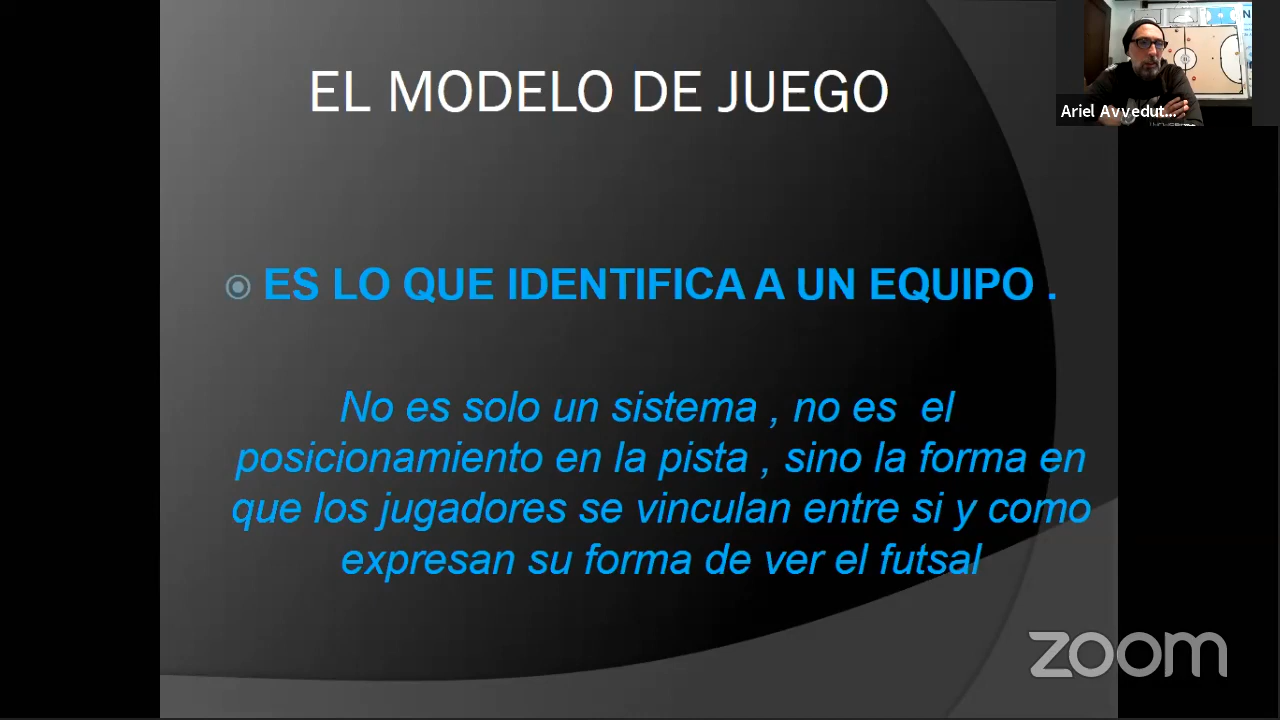 EL MODELO DE JUEGO
Ariel Avvedut...
ES LO QUE IDENTIFICA A UN EQUIPO .
No es solo un sistema , no es  el
posicionamiento en la pista , sino la forma en
que los jugadores se vinculan entre si y como
expresan su forma de ver el futsal
zoom